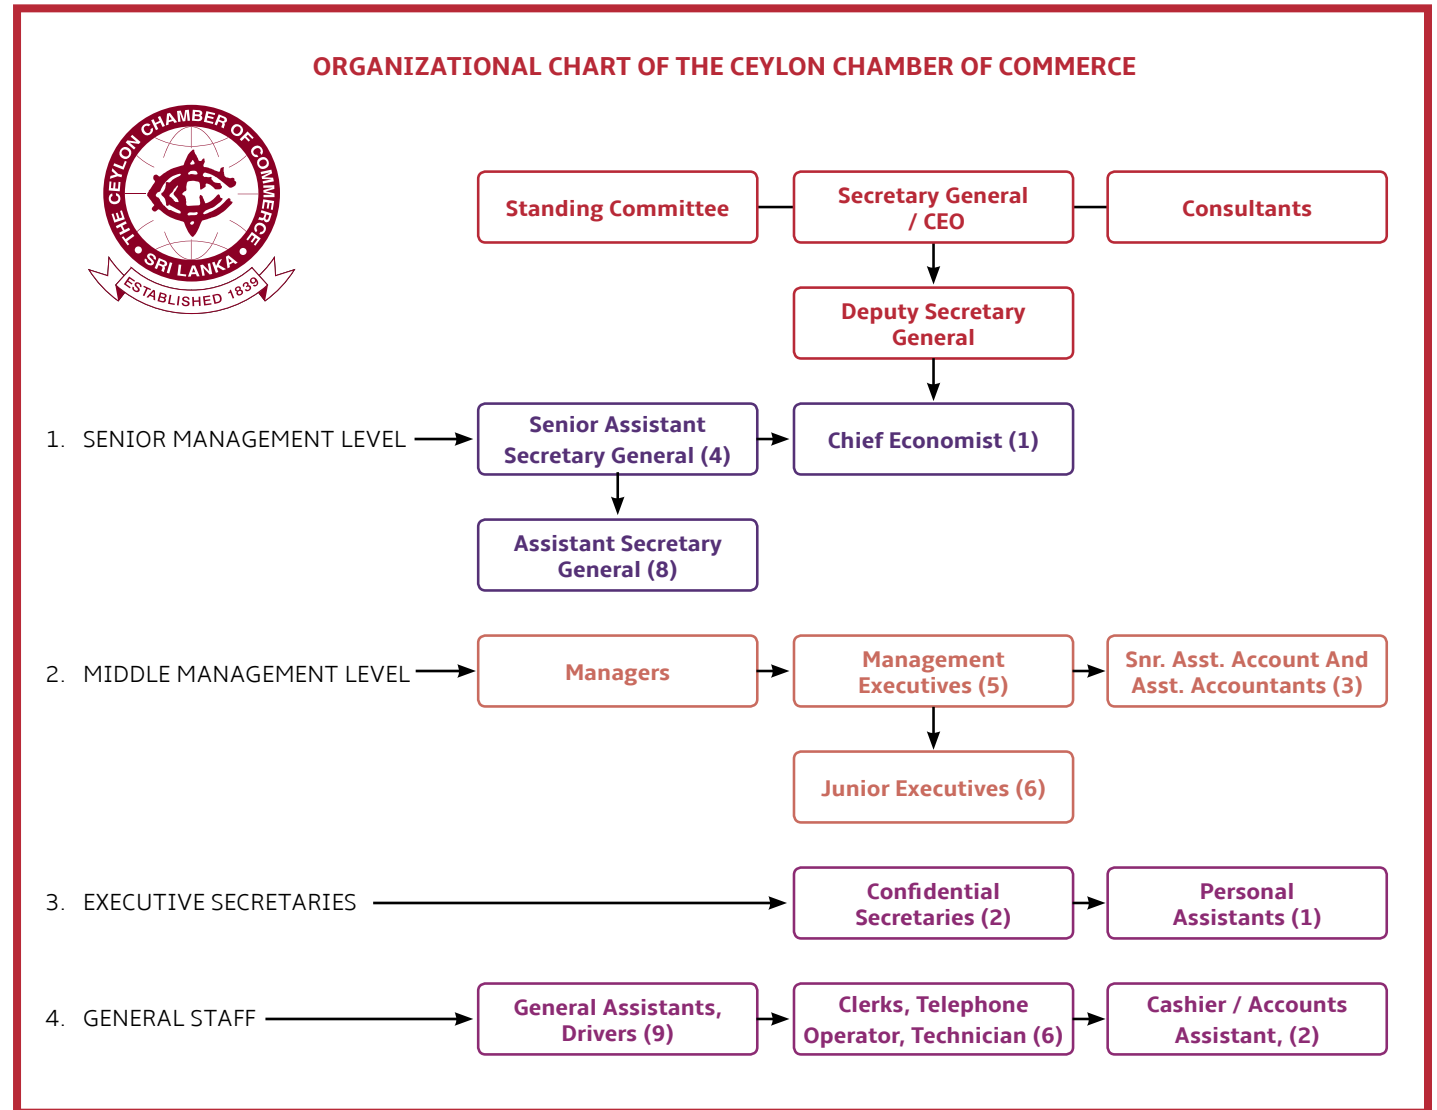 ORGANIZATIONAL CHART OF THE CEYLON CHAMBER OF COMMERCE
THE CEYLON CHAMBER OF COMMERCE
• SRI LANKA •
ESTABLISHED 1839
Standing Committee
Secretary General
/ CEO
Consultants
Deputy Secretary
General
1. SENIOR MANAGEMENT LEVEL
Senior Assistant
Secretary General (4)
Chief Economist (1)
Assistant Secretary
General (8)
2. MIDDLE MANAGEMENT LEVEL
Managers
Management
Executives (5)
Snr. Asst. Account And
Asst. Accountants (3)
Junior Executives (6)
3. EXECUTIVE SECRETARIES
Confidential
Secretaries (2)
Personal
Assistants (1)
4. GENERAL STAFF
General Assistants,
Drivers (9)
Clerks, Telephone
Operator, Technician (6)
Cashier / Accounts
Assistant, (2)